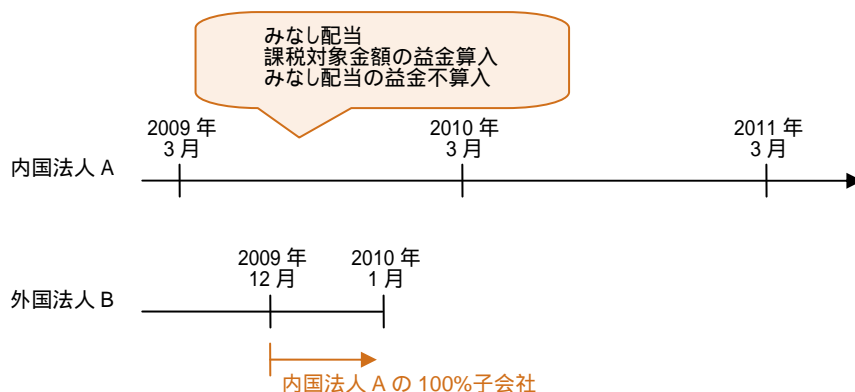 みなし配当
課税対象金額の益金算入
みなし配当の益金不算入
2009 年
3 月
2010 年
3 月
2011 年
3 月
内国法人 A
2009 年
12 月
2010 年
1 月
外国法人 B
内国法人 A の 100%子会社